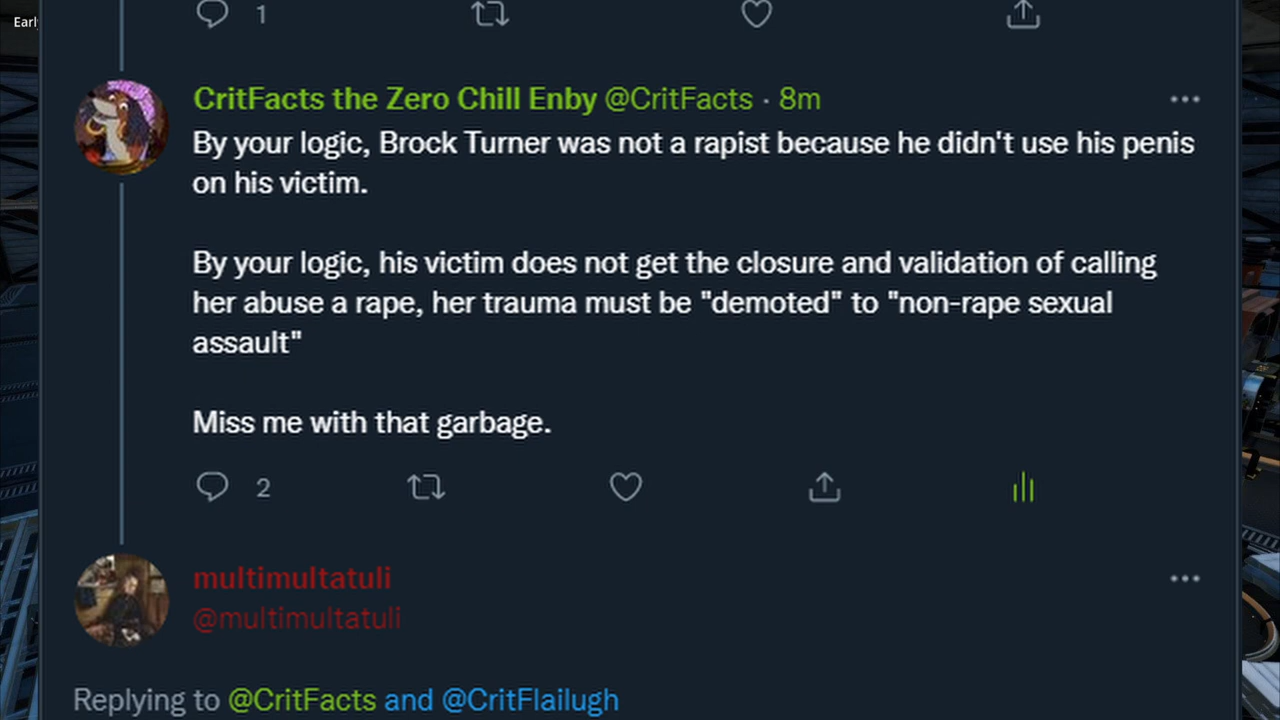 Earl
1
CritFacts the Zero Chill Enby @CritFacts · 8m
By your logic, Brock Turner was not a rapist because he didn't use his penis
on his victim.
By your logic, his victim does not get the closure and validation of calling
her abuse a rape, her trauma must be "demoted" to "non-rape sexual
assault"
Miss me with that garbage.
2
multimultatuli
@multimultatuli
Replying to @CritFacts and @CritFlailugh